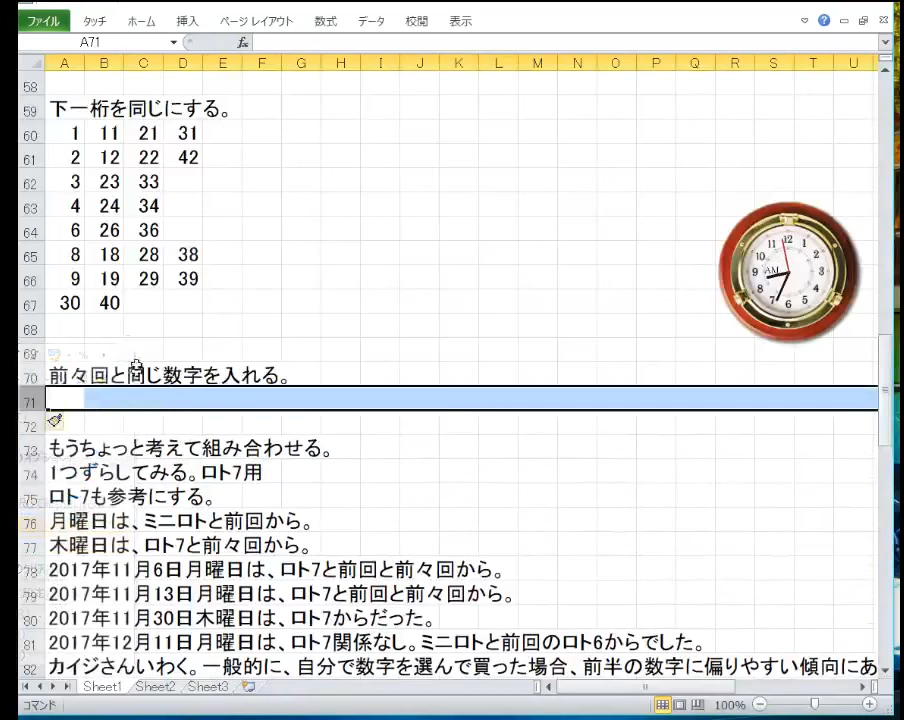 ファイル タッチ ホーム 挿入 ページ レイアウト 数式 データ 校閲 表示
A71 fx
A B C D E F G H I J K L M N O P Q R S T U
58
59 下一桁を同じにする。
60 1 11 21 31
61 2 12 22 42
62 3 23 33
63 4 24 34
64 6 26 36
65 8 18 28 38
66 9 19 29 39
67 30 40
68
69
70 前々回と同じ数字を入れる。
71
72
73 もうちょっと考えて組み合わせる。
74 1つずらしてみる。ロト7用
75 ロト7も参考にする。
76 月曜日は、ミニロトと前回から。
77 木曜日は、ロト7と前々回から。
78 2017年11月6日月曜日は、ロト7と前回と前々回から。
79 2017年11月13日月曜日は、ロト7と前回と前々回から。
80 2017年11月30日木曜日は、ロト7からだった。
81 2017年12月11日月曜日は、ロト7関係なし。ミニロトと前回のロト6からでした。
82 カイジさんいわく。一般的に、自分で数字を選んで買った場合、前半の数字に偏りやすい傾向にあ
12 1 2 3 4 5 6 7 8 9 10 11
AM
Sheet1 Sheet2 Sheet3
コマンド 100%